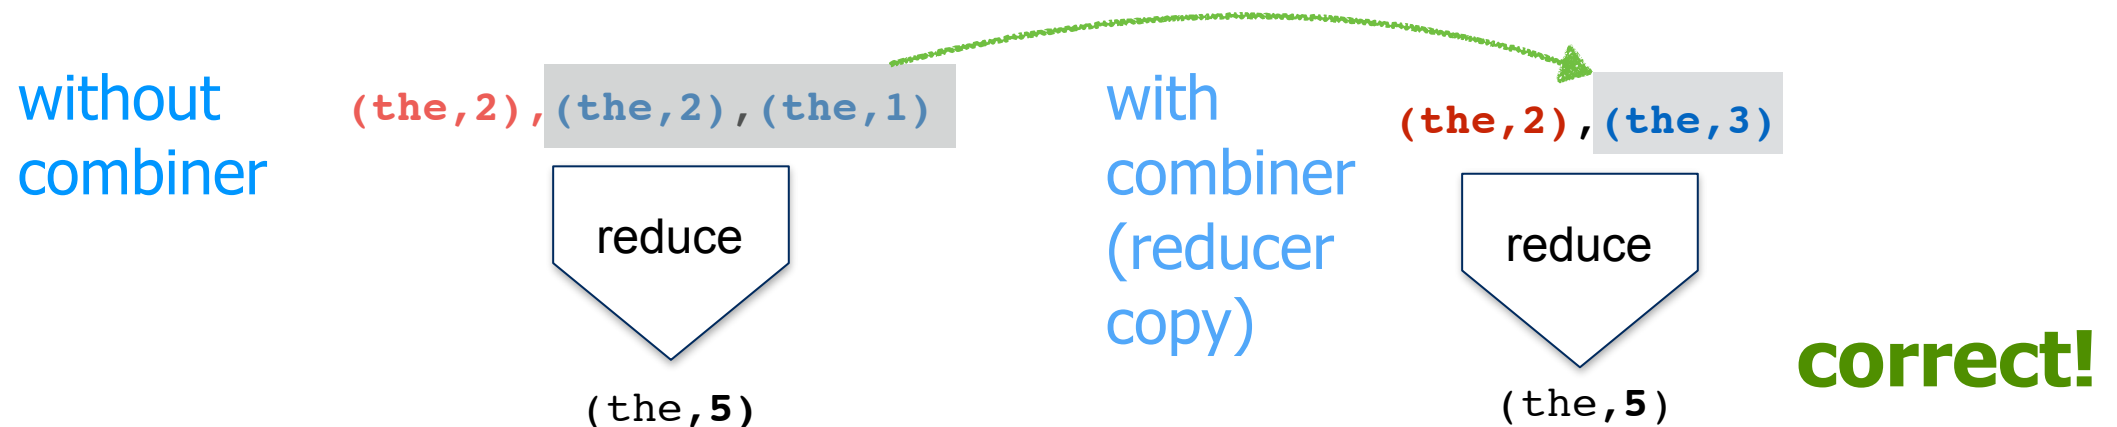 without
combiner
(the,2),(the,2),(the,1)
reduce
(the,5)
with
combiner
(reducer
copy)
(the,2),(the,3)
reduce
(the,5)
correct!